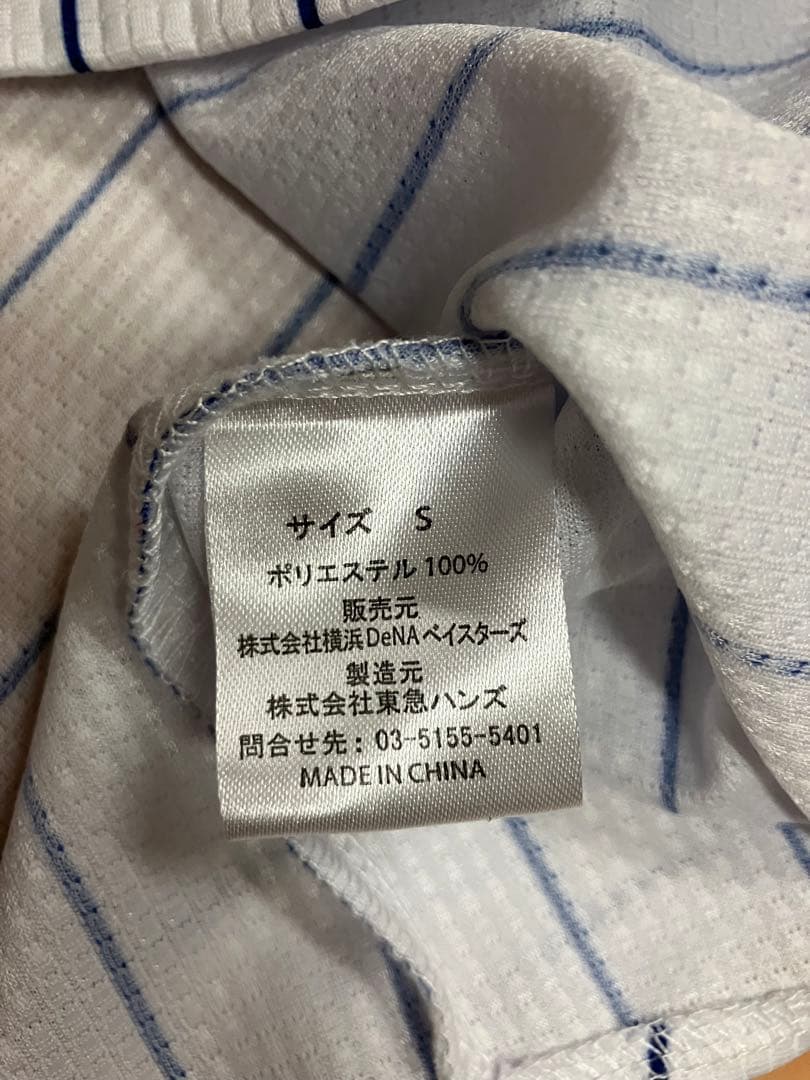 サイズ S
ポリエステル 100%
販売元
株式会社横浜DeNAベイスターズ
製造元
株式会社東急ハンズ
問合せ先：03-5155-5401
MADE IN CHINA